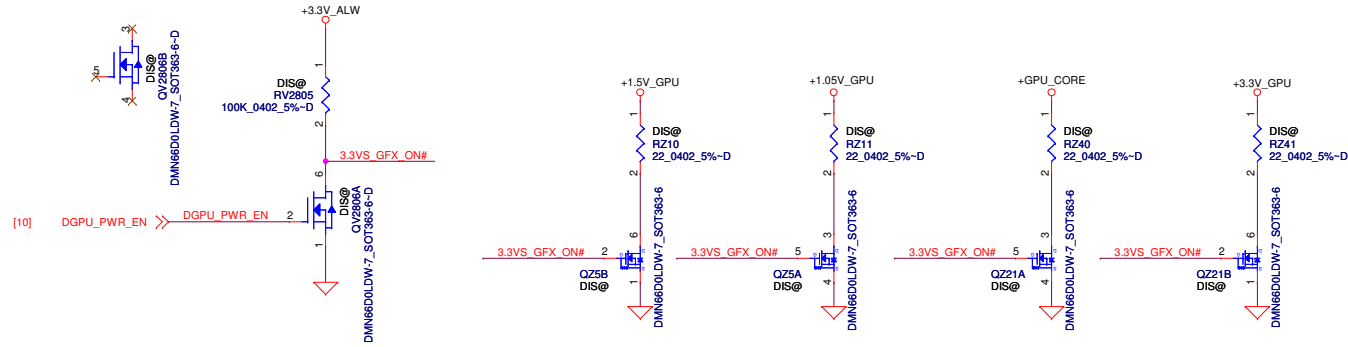 3
5
4
DIS@
QV2806B
DMN66D0LDW-7_SOT363-6~D
+3.3V_ALW
1
DIS@
RV2805
100K_0402_5%~D
2
3.3VS_GFX_ON#
6
[10]
DGPU_PWR_EN
DGPU_PWR_EN
2
1
DIS@
QV2806A
DMN66D0LDW-7_SOT363-6~D
+1.5V_GPU
1
DIS@
RZ10
22_0402_5%~D
2
6
3.3VS_GFX_ON#
2
QZ5B
DIS@
1
DMN66D0LDW-7_SOT363-6
+1.05V_GPU
1
DIS@
RZ11
22_0402_5%~D
2
3
3.3VS_GFX_ON#
5
QZ5A
DIS@
4
DMN66D0LDW-7_SOT363-6
+GPU_CORE
1
DIS@
RZ40
22_0402_5%~D
2
3
3.3VS_GFX_ON#
5
QZ21A
DIS@
4
DMN66D0LDW-7_SOT363-6
+3.3V_GPU
1
DIS@
RZ41
22_0402_5%~D
2
6
3.3VS_GFX_ON#
2
QZ21B
DIS@
1
DMN66D0LDW-7_SOT363-6